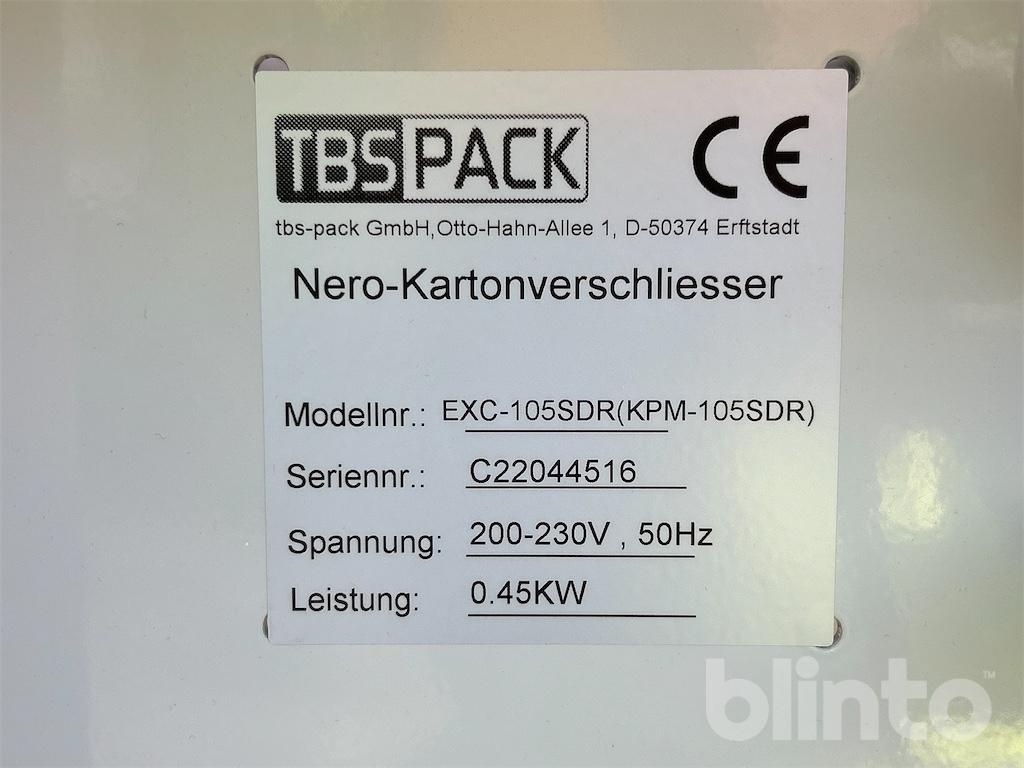 TBSPACK CE
tbs-pack GmbH,Otto-Hahn-Allee 1, D-50374 Erftstadt
Nero-Kartonverschliesser
Modellnr.: EXC-105SDR(KPM-105SDR)
Seriennr.: C22044516
Spannung: 200-230V , 50Hz
Leistung: 0.45KW
blinto™